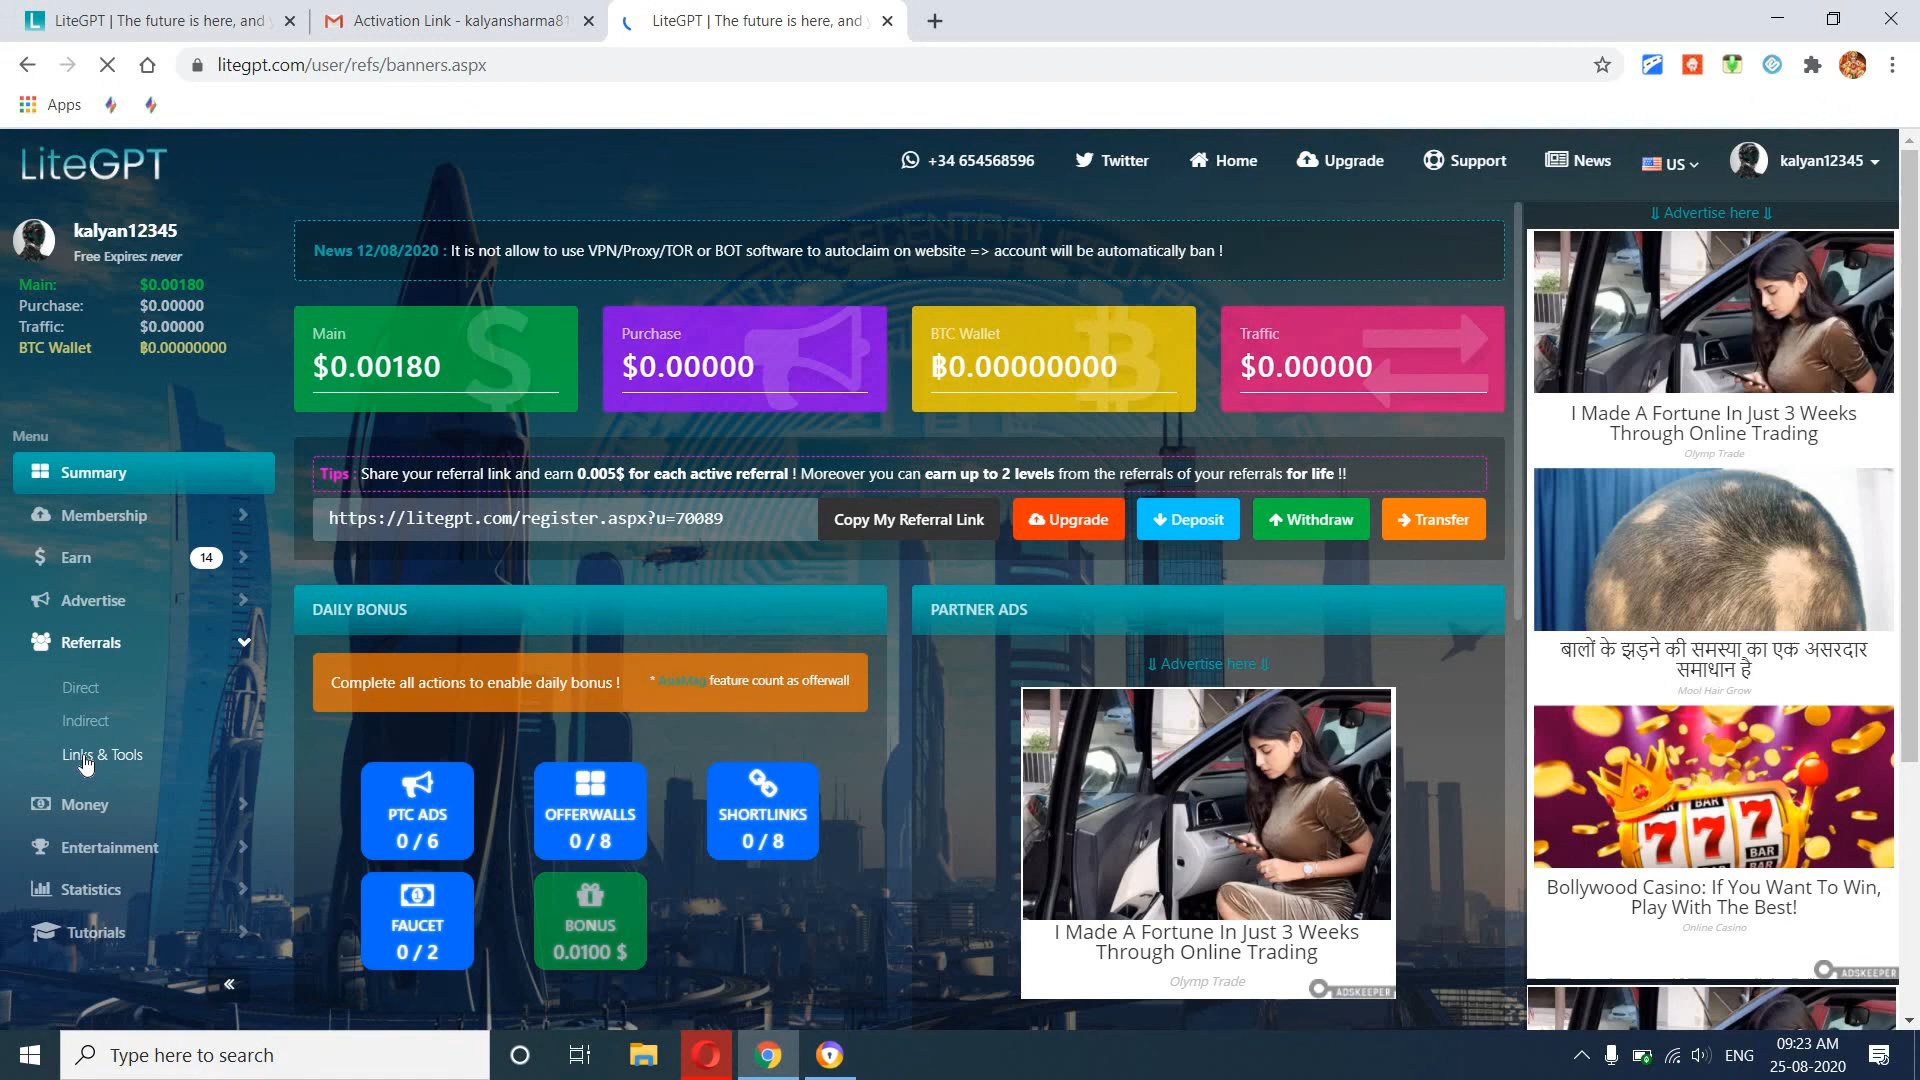 LiteGPT | The future is here, and
Activation Link - kalyansharma81
LiteGPT | The future is here, and
litegpt.com/user/refs/banners.aspx
Apps
LiteGPT
+34 654568596
Twitter
Home
Upgrade
Support
News
US
kalyan12345
kalyan12345
Free Expires: never
Main: $0.00180
Purchase: $0.00000
Traffic: $0.00000
BTC Wallet ฿0.00000000
Menu
Summary
Membership
Earn 14
Advertise
Referrals
Direct
Indirect
Links & Tools
Money
Entertainment
Statistics
Tutorials
«
News 12/08/2020 : It is not allow to use VPN/Proxy/TOR or BOT software to autoclaim on website => account will be automatically ban !
Main
$0.00180
Purchase
$0.00000
BTC Wallet
฿0.00000000
Traffic
$0.00000
Tips : Share your referral link and earn 0.005$ for each active referral ! Moreover you can earn up to 2 levels from the referrals of your referrals for life !!
https://litegpt.com/register.aspx?u=70089
Copy My Referral Link
Upgrade
Deposit
Withdraw
Transfer
DAILY BONUS
Complete all actions to enable daily bonus !
* AsiaMag feature count as offerwall
PTC ADS
0 / 6
OFFERWALLS
0 / 8
SHORTLINKS
0 / 8
FAUCET
0 / 2
BONUS
0.0100 $
PARTNER ADS
⇓ Advertise here ⇓
I Made A Fortune In Just 3 Weeks
Through Online Trading
Olymp Trade
ADSKEEPER
⇓ Advertise here ⇓
I Made A Fortune In Just 3 Weeks
Through Online Trading
Olymp Trade
बालों के झड़ने की समस्या का एक असरदार
समाधान है
Mool Hair Grow
BAR BAR
777
BAR
BAR
Bollywood Casino: If You Want To Win,
Play With The Best!
Online Casino
ADSKEEPER
Type here to search
ENG
09:23 AM
25-08-2020